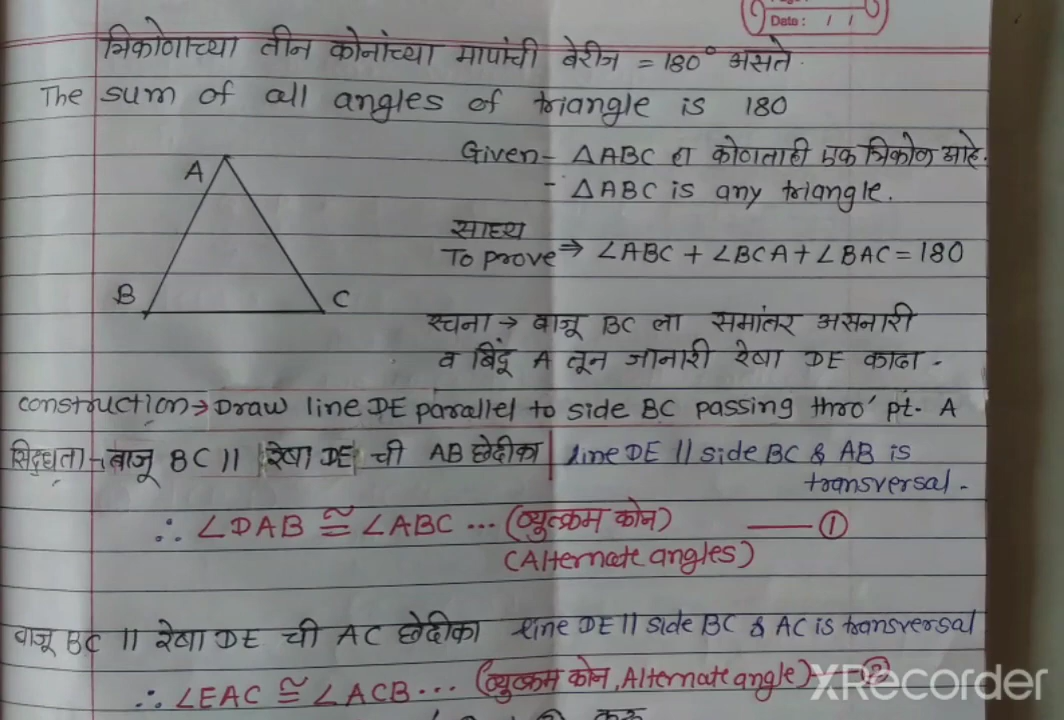 Date: / /
त्रिकोणाच्या तीन कोनांच्या मापांची बेरीज = 180° असते.
The sum of all angles of triangle is 180
Given - △ABC हा कोणताही एक त्रिकोण आहे.
- △ABC is any triangle.
A
B
C
साध्य
To prove ⇒ ∠ABC + ∠BCA + ∠BAC = 180
रचना → बाजू BC ला समांतर असनारी
व बिंदू A तून जानारी रेषा DE काढा.
construction → Draw line DE parallel to side BC passing thro' pt. A
सिद्धता - बाजू BC || रेषा DE ची AB छेदीका | line DE || side BC & AB is
transversal.
∴ ∠DAB ≅ ∠ABC ... (व्युत्क्रम कोन) —— ①
(Alternate angles)
बाजू BC || रेषा DE ची AC छेदीका line DE || side BC & AC is transversal
∴ ∠EAC ≅ ∠ACB ... (व्युत्क्रम कोन, Alternate angle) — ②
XRecorder